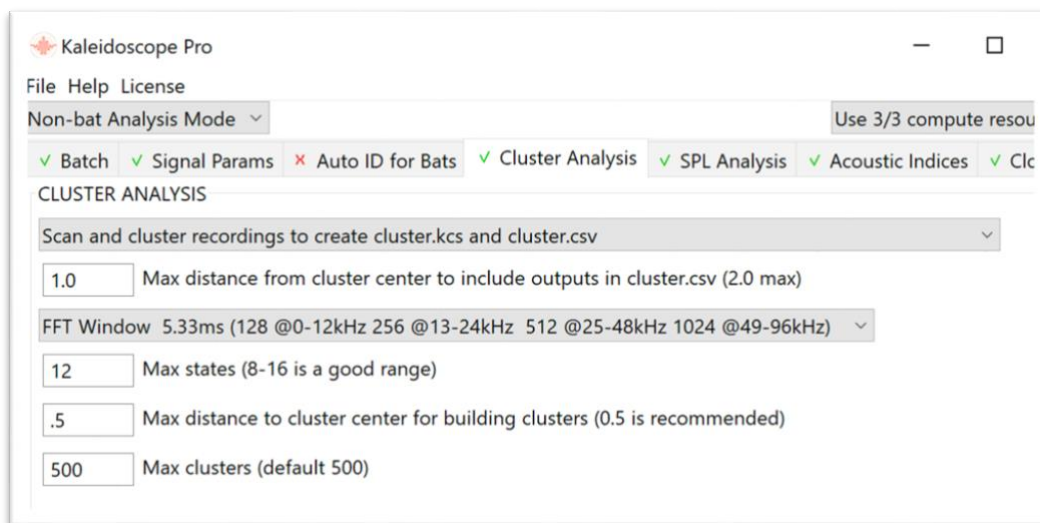 Kaleidoscope Pro
File Help License
Non-bat Analysis Mode Use 3/3 compute resou
Batch Signal Params Auto ID for Bats Cluster Analysis SPL Analysis Acoustic Indices Clo
CLUSTER ANALYSIS
Scan and cluster recordings to create cluster.kcs and cluster.csv
1.0 Max distance from cluster center to include outputs in cluster.csv (2.0 max)
FFT Window 5.33ms (128 @0-12kHz 256 @13-24kHz 512 @25-48kHz 1024 @49-96kHz)
12 Max states (8-16 is a good range)
.5 Max distance to cluster center for building clusters (0.5 is recommended)
500 Max clusters (default 500)